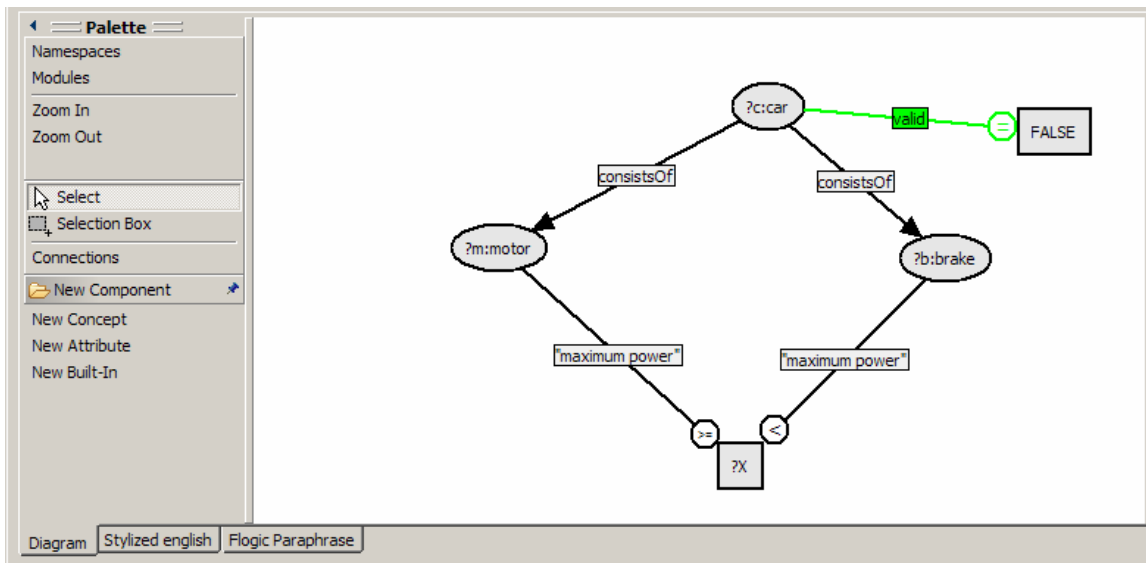 Palette
Namespaces
Modules
Zoom In
Zoom Out
Select
Selection Box
Connections
New Component
New Concept
New Attribute
New Built-In
?c:car
valid
=
FALSE
consistsOf
consistsOf
?m:motor
?b:brake
"maximum power"
"maximum power"
>=
<
?X
Diagram
Stylized english
Flogic Paraphrase